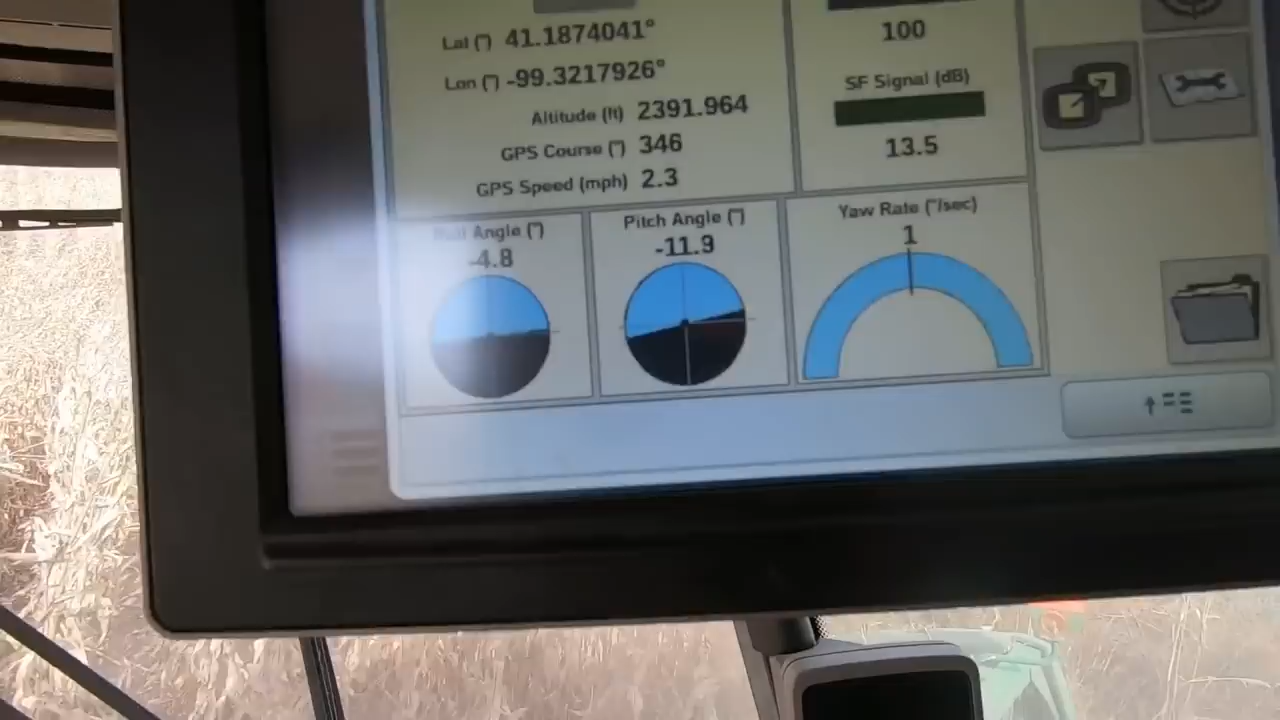 Lat (°) 41.1874041°
Lon (°) -99.3217926°
Altitude (ft) 2391.964
GPS Course (°) 346
GPS Speed (mph) 2.3
100
SF Signal (dB)
13.5
Angle (°)
-4.8
Pitch Angle (°)
-11.9
Yaw Rate (°/sec)
1